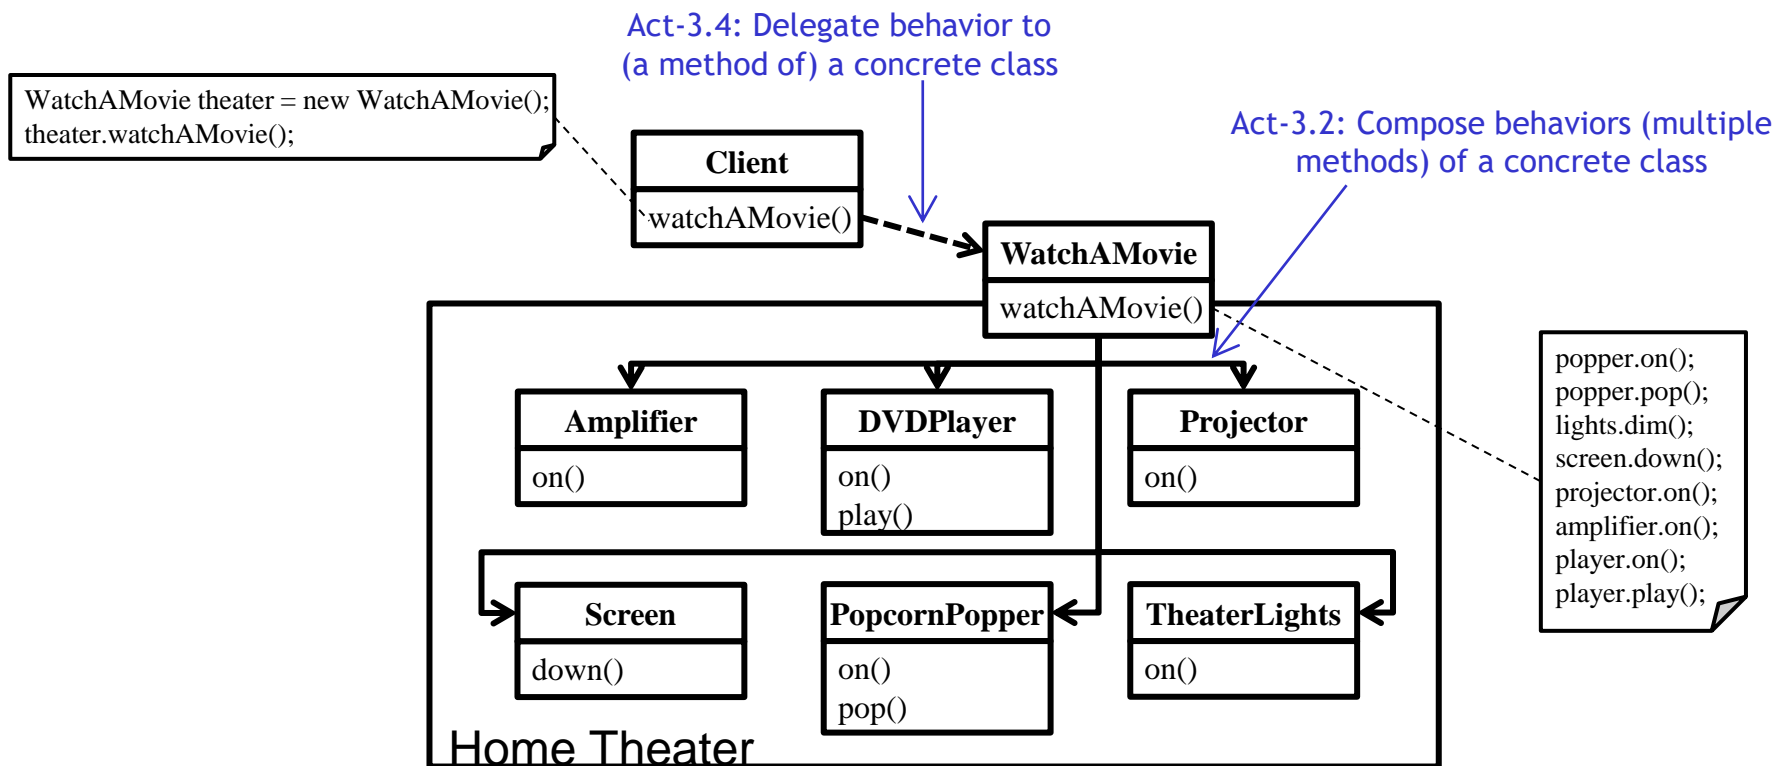 Act-3.4: Delegate behavior to
(a method of) a concrete class
WatchAMovie theater = new WatchAMovie();
theater.watchAMovie();
Act-3.2: Compose behaviors (multiple
methods) of a concrete class
Client
watchAMovie()
WatchAMovie
watchAMovie()
popper.on();
popper.pop();
lights.dim();
screen.down();
projector.on();
amplifier.on();
player.on();
player.play();
Amplifier
on()
DVDPlayer
on()
play()
Projector
on()
Screen
down()
PopcornPopper
on()
pop()
TheaterLights
on()
Home Theater